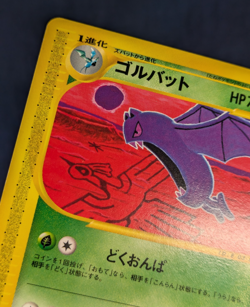 1進化
ズバットから進化
ゴルバット
HP7
どくおんぱ
コインを1回投げ、「おもて」なら、相手を「こんらん」状態にする。「うら」なら、
相手を「どく」状態にする。